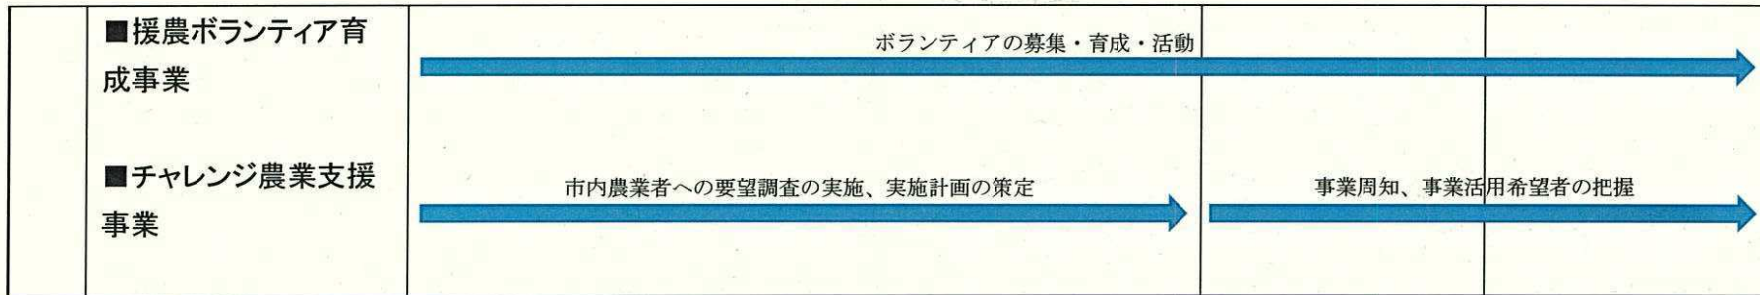 ■援農ボランティア育
成事業
ボランティアの募集・育成・活動
■チャレンジ農業支援
事業
市内農業者への要望調査の実施、実施計画の策定
事業周知、事業活用希望者の把握